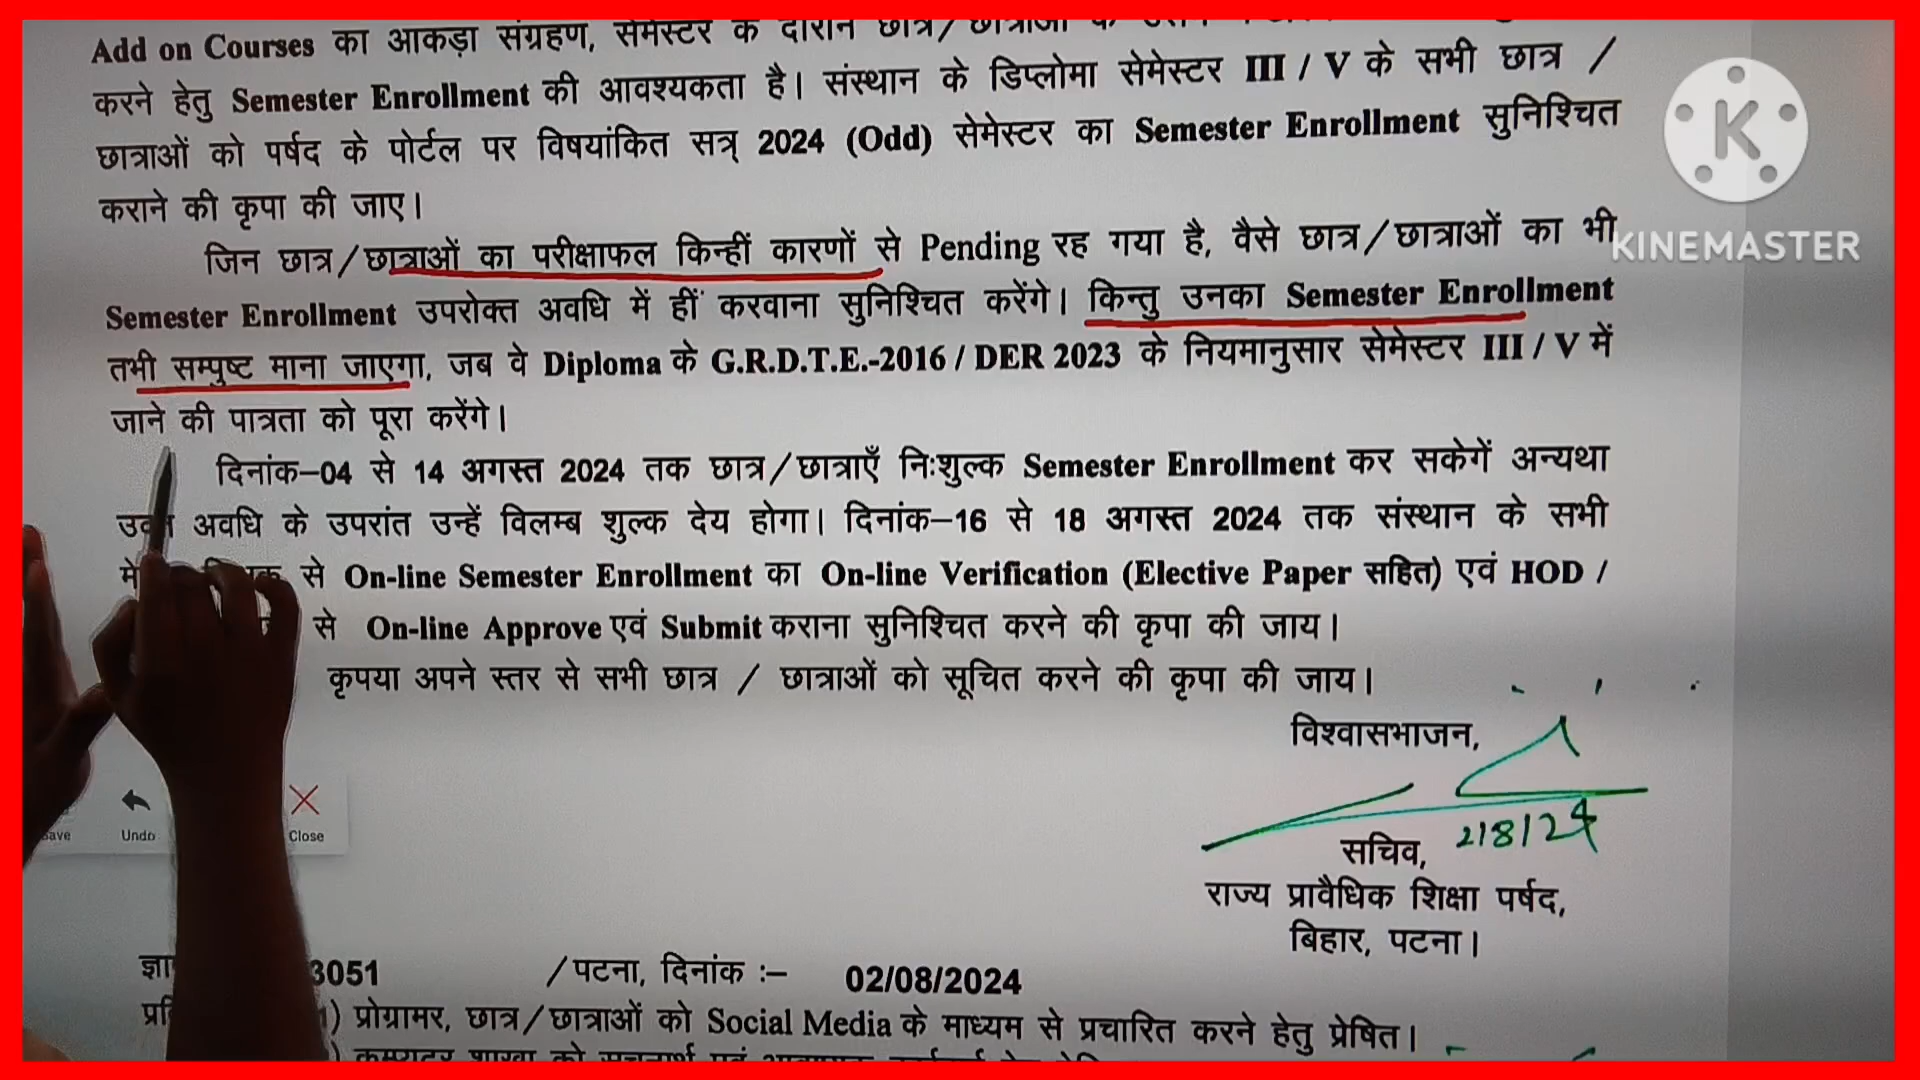 Add on Courses का आकड़ा संग्रहण, सेमेस्टर के दौरान छात्र/छात्राओं के
करने हेतु Semester Enrollment की आवश्यकता है। संस्थान के डिप्लोमा सेमेस्टर III / V के सभी छात्र /
छात्राओं को पर्षद के पोर्टल पर विषयांकित सत्र् 2024 (Odd) सेमेस्टर का Semester Enrollment सुनिश्चित
कराने की कृपा की जाए।
जिन छात्र/छात्राओं का परीक्षाफल किन्हीं कारणों से Pending रह गया है, वैसे छात्र/छात्राओं का भी
Semester Enrollment उपरोक्त अवधि में हीं करवाना सुनिश्चित करेंगे। किन्तु उनका Semester Enrollment
तभी सम्पुष्ट माना जाएगा, जब वे Diploma के G.R.D.T.E.-2016 / DER 2023 के नियमानुसार सेमेस्टर III / V में
जाने की पात्रता को पूरा करेंगे।
दिनांक–04 से 14 अगस्त 2024 तक छात्र/छात्राएँ निःशुल्क Semester Enrollment कर सकेगें अन्यथा
उक्त अवधि के उपरांत उन्हें विलम्ब शुल्क देय होगा। दिनांक–16 से 18 अगस्त 2024 तक संस्थान के सभी
से On-line Semester Enrollment का On-line Verification (Elective Paper सहित) एवं HOD /
से On-line Approve एवं Submit कराना सुनिश्चित करने की कृपा की जाय।
कृपया अपने स्तर से सभी छात्र / छात्राओं को सूचित करने की कृपा की जाय।
विश्वासभाजन,
2/8/24
सचिव,
राज्य प्रावैधिक शिक्षा पर्षद,
बिहार, पटना।
3051 /पटना, दिनांक :– 02/08/2024
प्रोग्रामर, छात्र/छात्राओं को Social Media के माध्यम से प्रचारित करने हेतु प्रेषित।
K
KINEMASTER
Save Undo Close